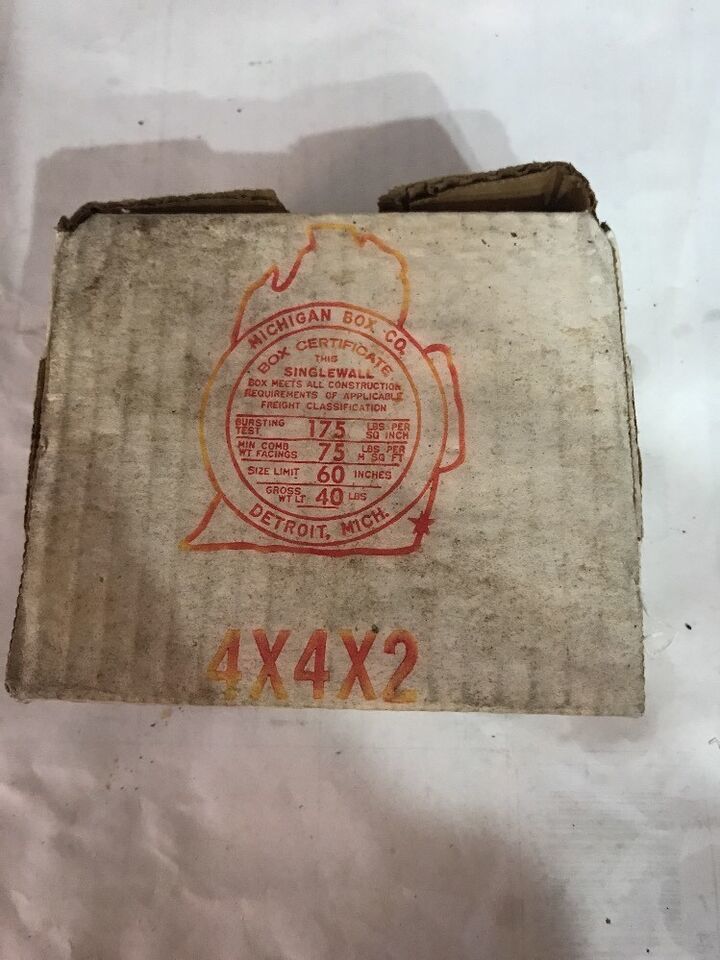 MICHIGAN BOX CO.
BOX CERTIFICATE
THIS
SINGLEWALL
BOX MEETS ALL CONSTRUCTION
REQUIREMENTS OF APPLICABLE
FREIGHT CLASSIFICATION
BURSTING TEST 175 LBS PER SQ INCH
MIN COMB WT FACINGS 75 LBS PER M SQ FT
SIZE LIMIT 60 INCHES
GROSS WT LT 40 LBS
DETROIT, MICH.
4X4X2